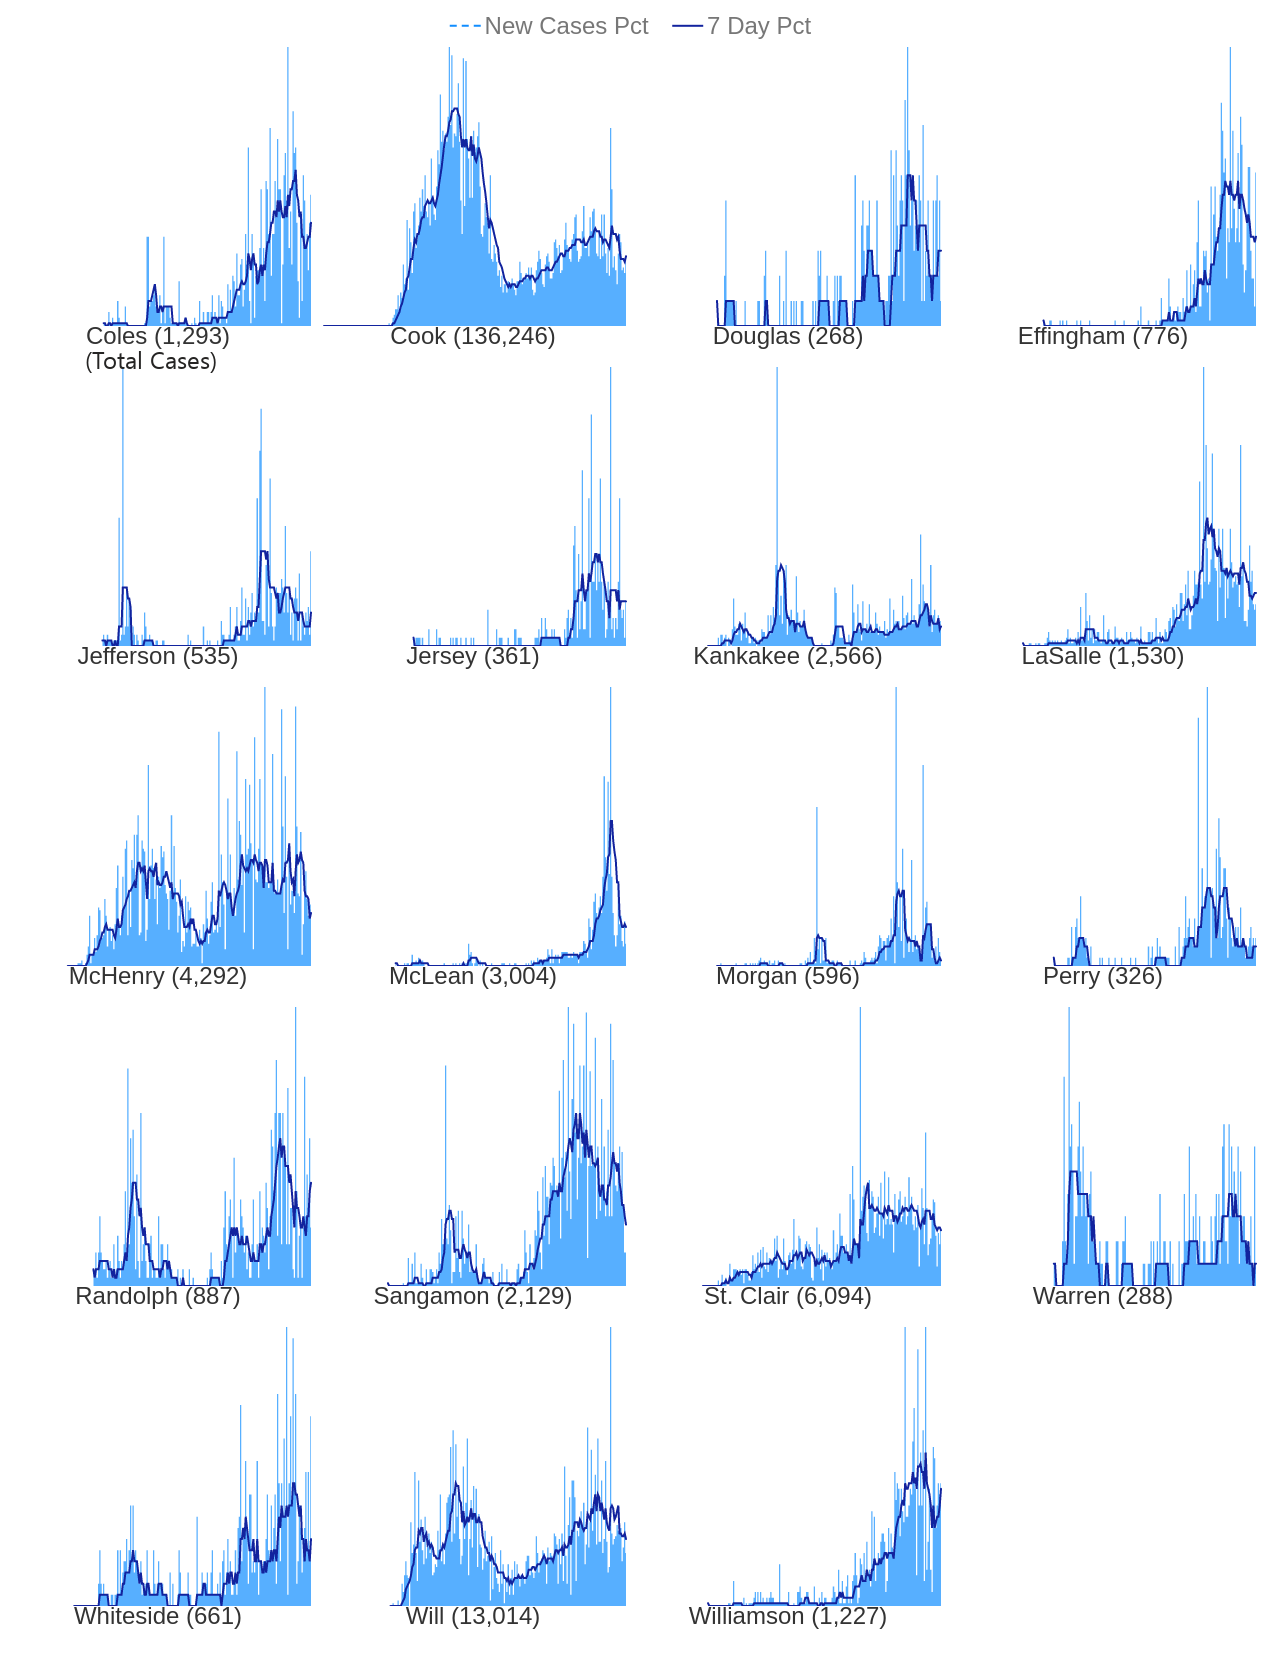 New Cases Pct 7 Day Pct
Coles (1,293) Cook (136,246) Douglas (268) Effingham (776)
(Total Cases)
Jefferson (535) Jersey (361) Kankakee (2,566) LaSalle (1,530)
McHenry (4,292) McLean (3,004) Morgan (596) Perry (326)
Randolph (887) Sangamon (2,129) St. Clair (6,094) Warren (288)
Whiteside (661) Will (13,014) Williamson (1,227)